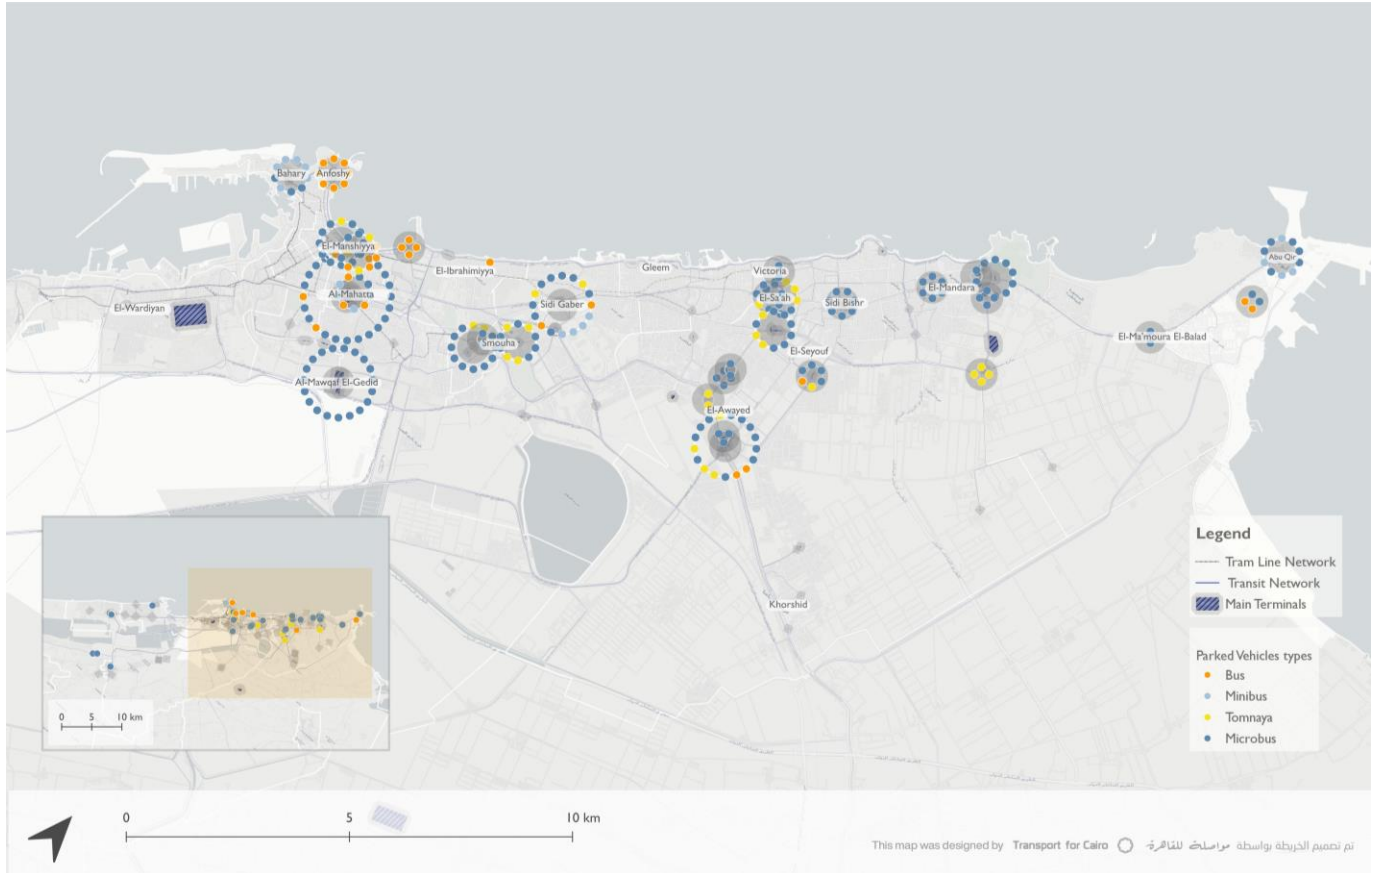 Bahary
Anfoshy
El-Manshiyya
El-Ibrahimiyya
Gleem
Victoria
Abu Qir
El-Wardiyan
Al-Mahatta
Sidi Gaber
El-Sa'ah
Sidi Bishr
El-Mandara
Smouha
El-Seyouf
El-Ma'moura El-Balad
Al-Mawqaf El-Gedid
El-Awayed
Khorshid
Legend
Tram Line Network
Transit Network
Main Terminals
Parked Vehicles types
Bus
Minibus
Tomnaya
Microbus
0 5 10 km
0 5 10 km
This map was designed by Transport for Cairo
تم تصميم الخريطة بواسطة مواصلة للقاهرة